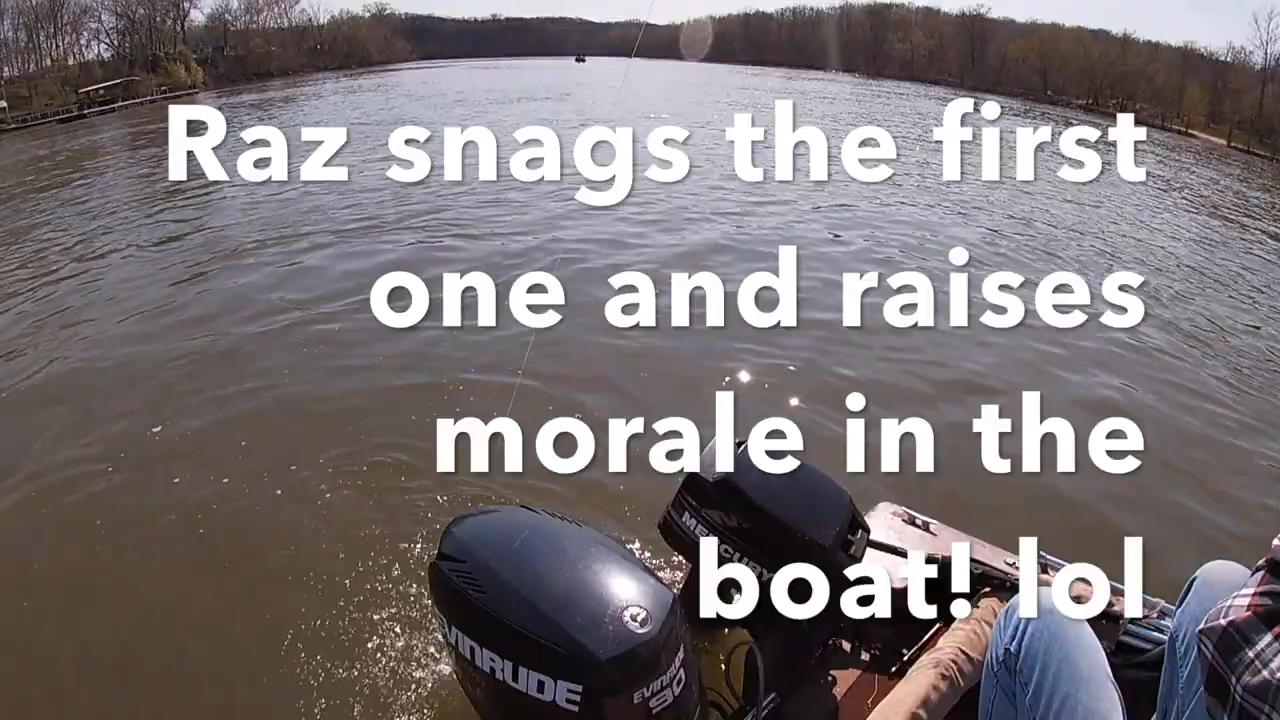 Raz snags the first
one and raises
morale in the
boat! lol
MERCURY
EVINRUDE
EVINRUDE
90